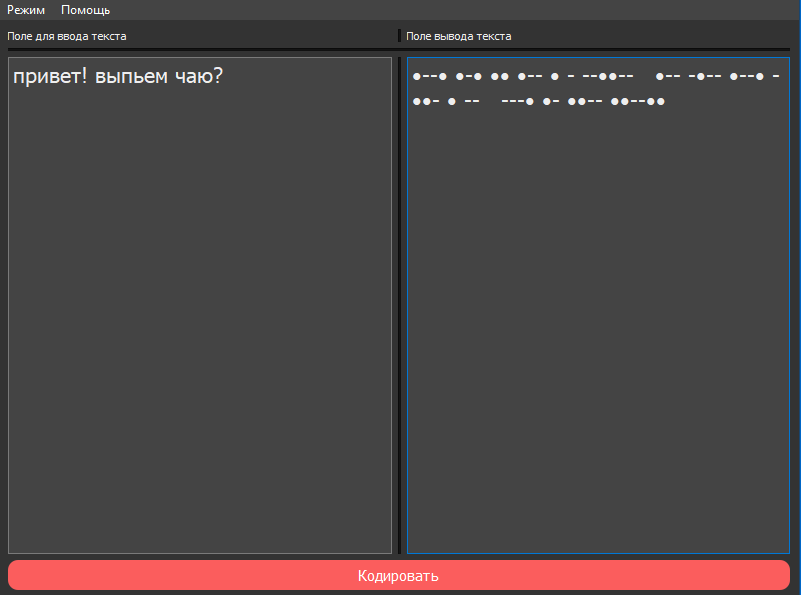 Режим Помощь
Поле для ввода текста
Поле вывода текста
привет! выпьем чаю?
●--● ●-● ●● ●-- ● - --●●-- ●-- -●-- ●--● -
●●- ● -- ---● ●- ●●-- ●●--●●
Кодировать